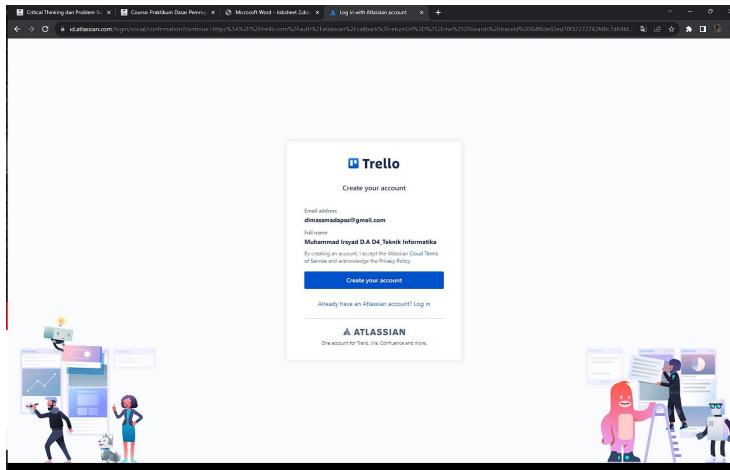 Critical Thinking dan Problem S
Course: Praktikum Dasar Pemrog
Microsoft Word - Jobsheet 2.doc
Log in with Atlassian account
id.atlassian.com/login/social/confirmation?continue=https%3A%2F%2Ftrello.com%2Fauth%2Fatlassian%2Fcallback%3FreturnUrl%3D%252Fme%252Fboards%26traceId%3D
Trello
Create your account
Email address
dimassmadapas@gmail.com
Full name
Muhammad Irsyad D.A D4_Teknik Informatika
By creating an account, I accept the Atlassian Cloud Terms
of Service and acknowledge the Privacy Policy.
Create your account
Already have an Atlassian account? Log in
ATLASSIAN
One account for Trello, Jira, Confluence and more.